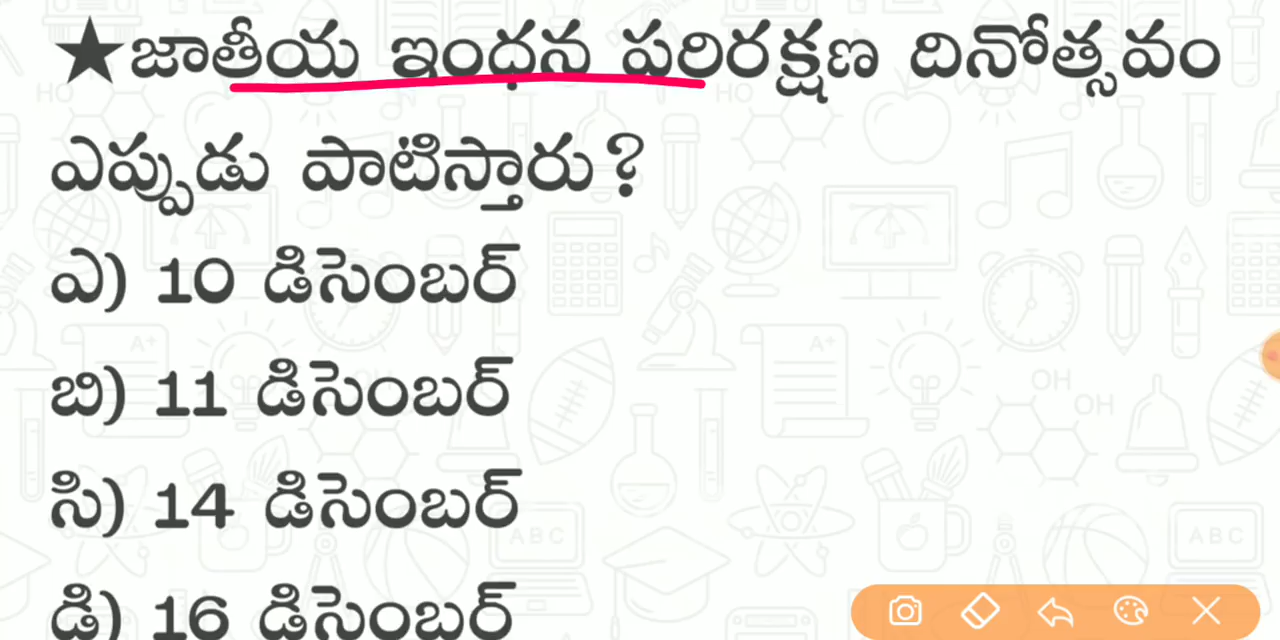 ★జాతీయ ఇంధన పరిరక్షణ దినోత్సవం
ఎప్పుడు పాటిస్తారు?
ఎ) 10 డిసెంబర్
బి) 11 డిసెంబర్
సి) 14 డిసెంబర్
డి) 16 డిసెంబర్